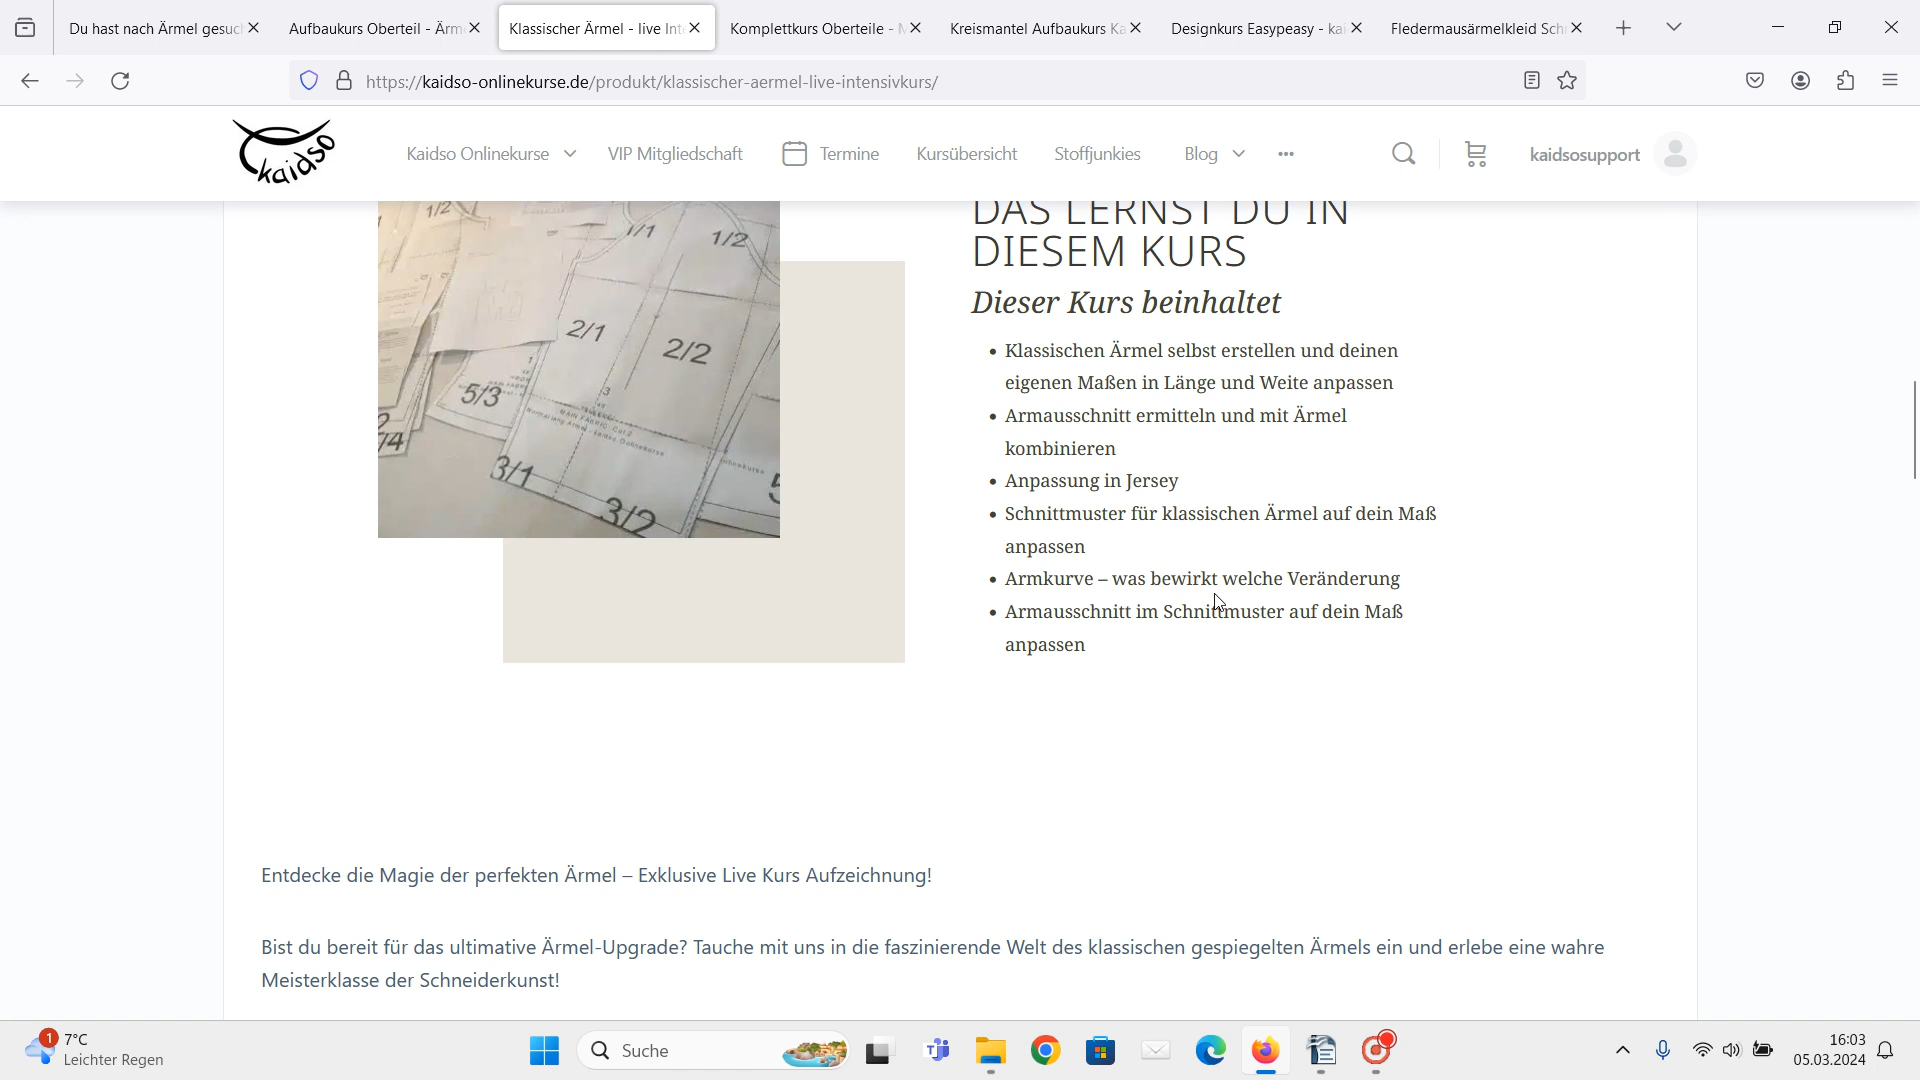 Du hast nach Ärmel gesuc
Aufbaukurs Oberteil - Ärm
Klassischer Ärmel - live Int
Komplettkurs Oberteile - M
Kreismantel Aufbaukurs Ka
Designkurs Easypeasy - kai
Fledermausärmelkleid Sch
https://kaidso-onlinekurse.de/produkt/klassischer-aermel-live-intensivkurs/
kaidso
Kaidso Onlinekurse
VIP Mitgliedschaft
Termine
Kursübersicht
Stoffjunkies
Blog
kaidsosupport
DAS LERNST DU IN
DIESEM KURS
Dieser Kurs beinhaltet
• Klassischen Ärmel selbst erstellen und deinen
eigenen Maßen in Länge und Weite anpassen
• Armausschnitt ermitteln und mit Ärmel
kombinieren
• Anpassung in Jersey
• Schnittmuster für klassischen Ärmel auf dein Maß
anpassen
• Armkurve – was bewirkt welche Veränderung
• Armausschnitt im Schnittmuster auf dein Maß
anpassen
1/2
1/1
1/2
2/1
2/2
5/3
3
MAIN FABRIC Cut 2
3/1
3/2
Entdecke die Magie der perfekten Ärmel – Exklusive Live Kurs Aufzeichnung!
Bist du bereit für das ultimative Ärmel-Upgrade? Tauche mit uns in die faszinierende Welt des klassischen gespiegelten Ärmels ein und erlebe eine wahre
Meisterklasse der Schneiderkunst!
1
7°C
Leichter Regen
Suche
16:03
05.03.2024